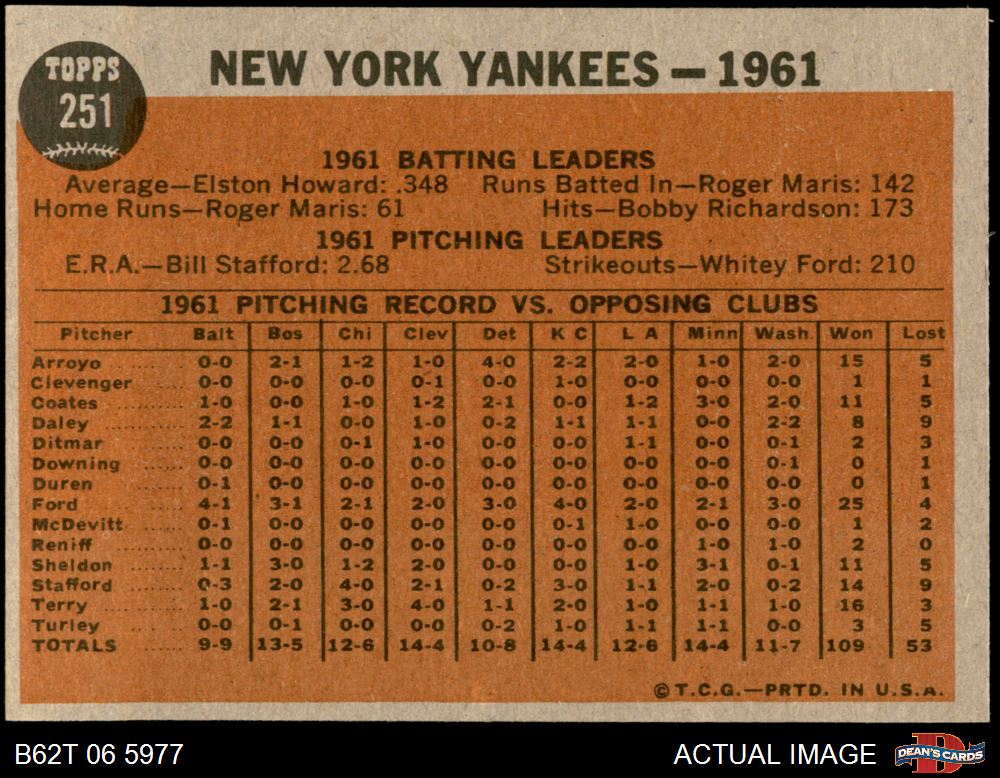 TOPPS
251
NEW YORK YANKEES — 1961
1961 BATTING LEADERS
Average—Elston Howard: .348 Runs Batted In—Roger Maris: 142
Home Runs—Roger Maris: 61 Hits—Bobby Richardson: 173
1961 PITCHING LEADERS
E.R.A.—Bill Stafford: 2.68 Strikeouts—Whitey Ford: 210
1961 PITCHING RECORD VS. OPPOSING CLUBS
Pitcher Balt Bos Chi Clev Det K C L A Minn Wash. Won Lost
Arroyo 0-0 2-1 1-2 1-0 4-0 2-2 2-0 1-0 2-0 15 5
Clevenger 0-0 0-0 0-0 0-1 0-0 1-0 0-0 0-0 0-0 1 1
Coates 1-0 0-0 1-0 1-2 2-1 0-0 1-2 3-0 2-0 11 5
Daley 2-2 1-1 0-0 1-0 0-2 1-1 1-1 0-0 2-2 8 9
Ditmar 0-0 0-0 0-1 1-0 0-0 0-0 1-1 0-0 0-1 2 3
Downing 0-0 0-0 0-0 0-0 0-0 0-0 0-0 0-0 0-1 0 1
Duren 0-1 0-0 0-0 0-0 0-0 0-0 0-0 0-0 0-0 0 1
Ford 4-1 3-1 2-1 2-0 3-0 4-0 2-0 2-1 3-0 25 4
McDevitt 0-1 0-0 0-0 0-0 0-0 0-1 1-0 0-0 0-0 1 2
Reniff 0-0 0-0 0-0 0-0 0-0 0-0 0-0 1-0 1-0 2 0
Sheldon 1-1 3-0 1-2 2-0 0-0 0-0 1-0 3-1 0-1 11 5
Stafford 0-3 2-0 4-0 2-1 0-2 3-0 1-1 2-0 0-2 14 9
Terry 1-0 2-1 3-0 4-0 1-1 2-0 1-0 1-1 1-0 16 3
Turley 0-0 0-1 0-0 0-0 0-2 1-0 1-1 1-1 0-0 3 5
TOTALS 9-9 13-5 12-6 14-4 10-8 14-4 12-6 14-4 11-7 109 53
© T.C.G.—PRTD. IN U.S.A.
B62T 06 5977 ACTUAL IMAGE DEAN'S CARDS